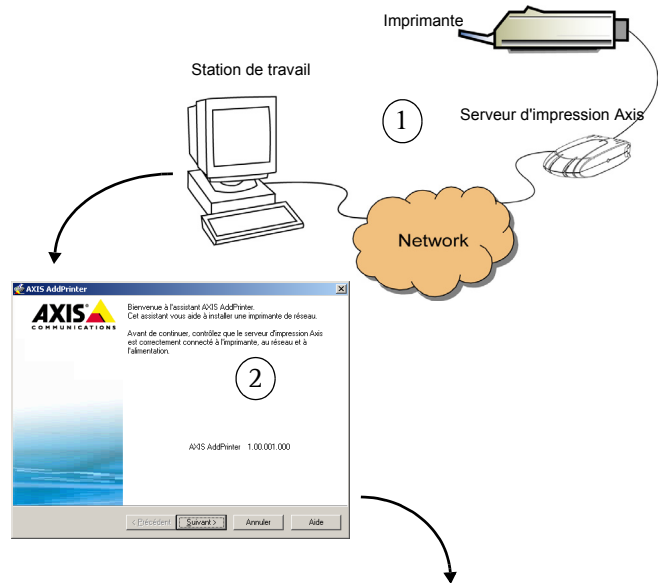 Imprimante
Station de travail
1
Serveur d'impression Axis
Network
AXIS AddPrinter
AXIS
COMMUNICATIONS
Bienvenue à l'assistant AXIS AddPrinter.
Cet assistant vous aide à installer une imprimante de réseau.
Avant de continuer, contrôlez que le serveur d'impression Axis
est correctement connecté à l'imprimante, au réseau et à
l'alimentation.
2
AXIS AddPrinter 1.00.001.000
< Précédent Suivant > Annuler Aide